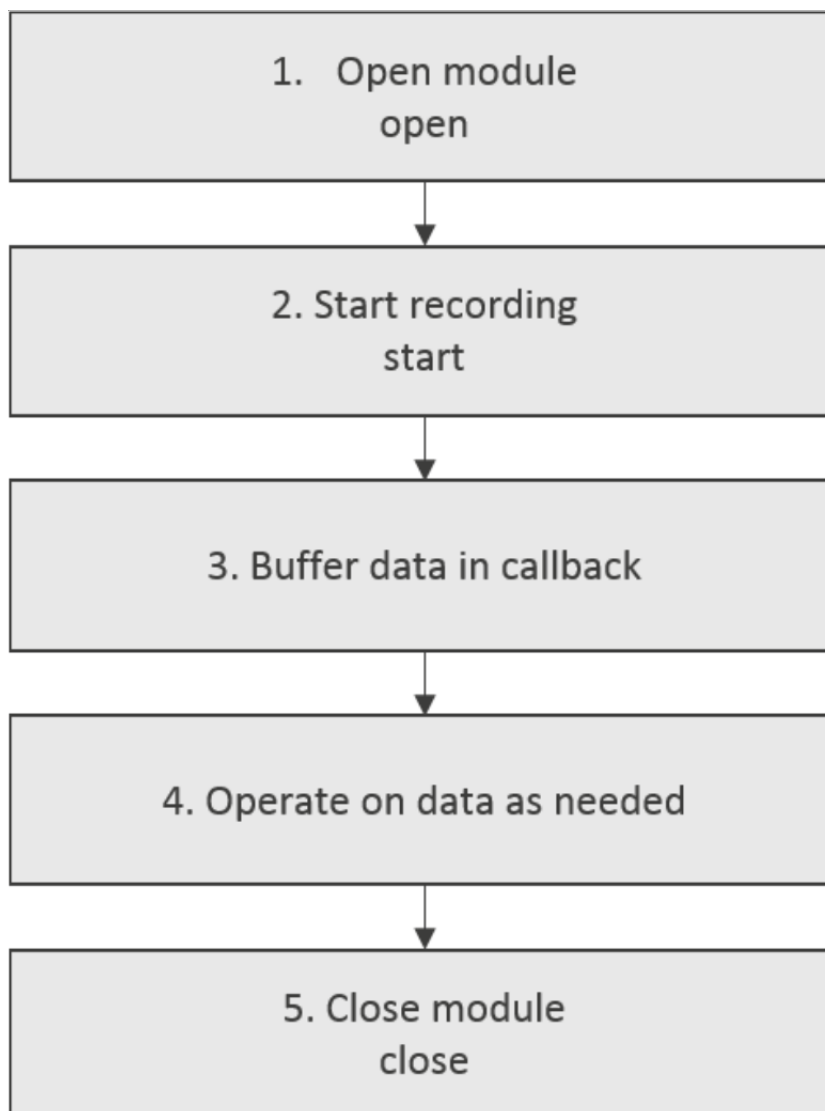 1. Open module
open
2. Start recording
start
3. Buffer data in callback
4. Operate on data as needed
5. Close module
close